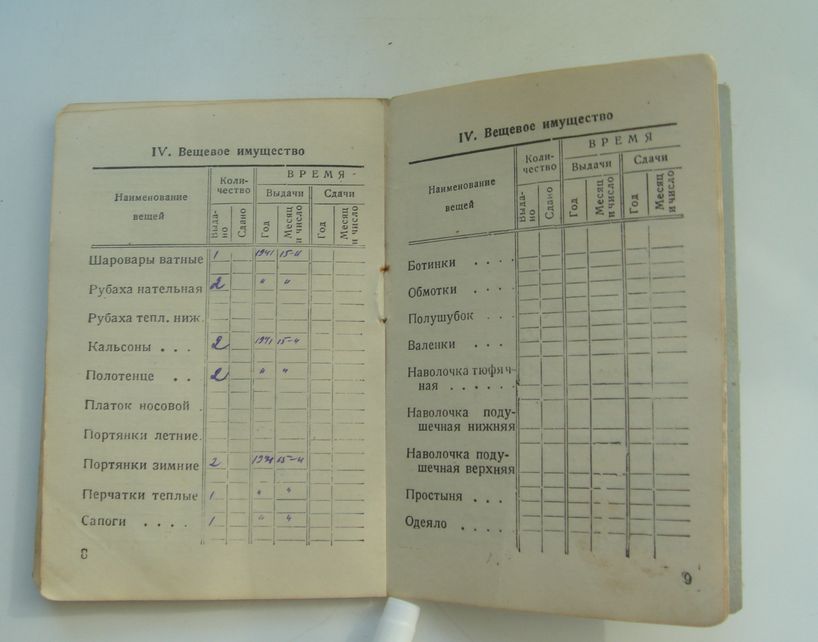 IV. Вещевое имущество
Наименование вещей
Коли-
чество
ВРЕМЯ
Выдачи
Сдачи
Выда-
но
Сдано
Год
Месяц
и число
Год
Месяц
и число
Шаровары ватные 1 1941 15-4
Рубаха нательная 2 " "
Рубаха тепл. ниж.
Кальсоны . . . 2 1941 15-4
Полотенце . . 2 " "
Платок носовой .
Портянки летние.
Портянки зимние 2 1941 15-4
Перчатки теплые 1 " "
Сапоги . . . . 1 " "
8
IV. Вещевое имущество
Наименование
вещей
Коли-
чество
ВРЕМЯ
Выдачи
Сдачи
Выда-
но
Сдано
Год
Месяц
и число
Год
Месяц
и число
Ботинки . . . .
Обмотки . . . .
Полушубок . . .
Валенки . . .
Наволочка тюфяч-
ная . . . . . .
Наволочка поду-
шечная нижняя
Наволочка поду-
шечная верхняя
Простыня . . .
Одеяло . . . .
9